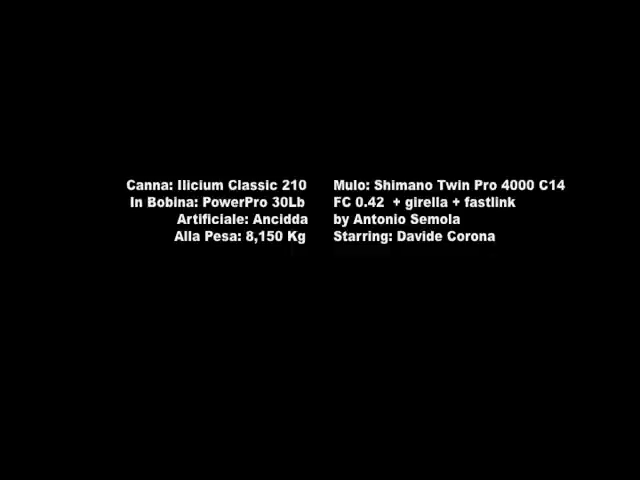 Canna: Ilicium Classic 210 Mulo: Shimano Twin Pro 4000 C14
In Bobina: PowerPro 30Lb FC 0.42 + girella + fastlink
Artificiale: Ancidda by Antonio Semola
Alla Pesa: 8,150 Kg Starring: Davide Corona